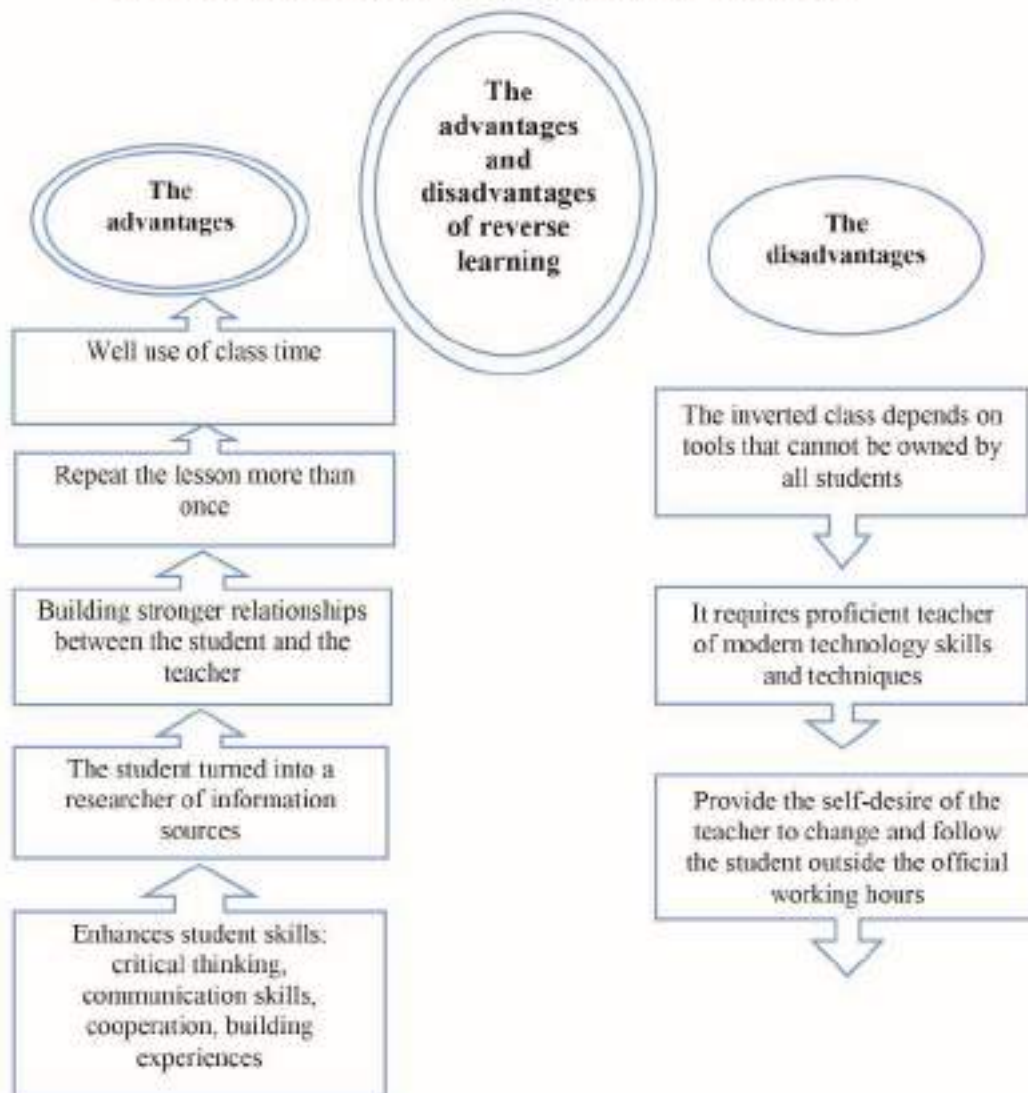 The
advantages
and
disadvantages
of reverse
learning
The
advantages
Well use of class time
Repeat the lesson more than
once
Building stronger relationships
between the student and the
teacher
The student turned into a
researcher of information
sources
Enhances student skills:
critical thinking,
communication skills,
cooperation, building
experiences
The
disadvantages
The inverted class depends on
tools that cannot be owned by
all students
It requires proficient teacher
of modern technology skills
and techniques
Provide the self-desire of the
teacher to change and follow
the student outside the official
working hours